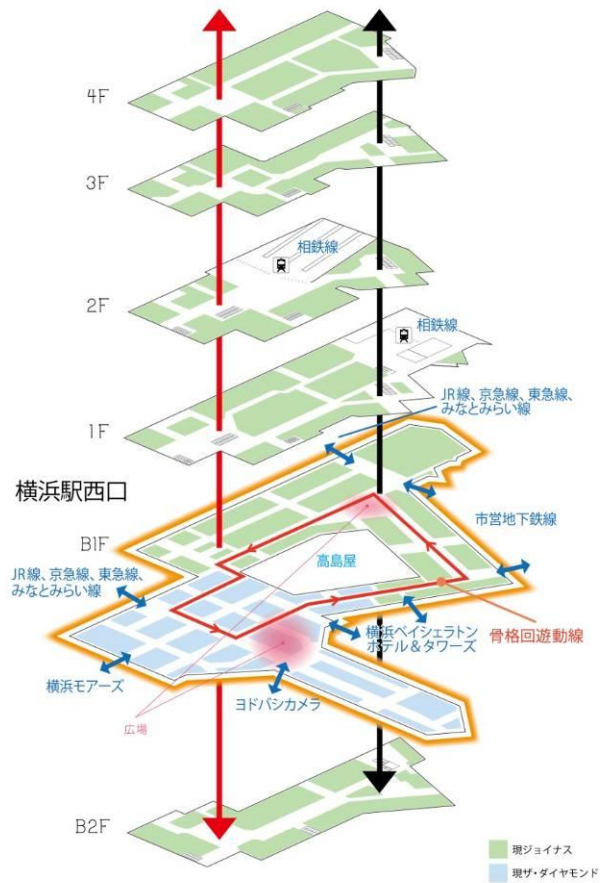 4F
3F
相鉄線
2F
相鉄線
1F
JR線、京急線、東急線、
みなとみらい線
横浜駅西口
市営地下鉄線
B1F
高島屋
JR線、京急線、東急線、
みなとみらい線
横浜ベイシェラトン
ホテル&タワーズ
骨格回遊動線
横浜モアーズ
ヨドバシカメラ
広場
B2F
現ジョイナス
現ザ・ダイヤモンド